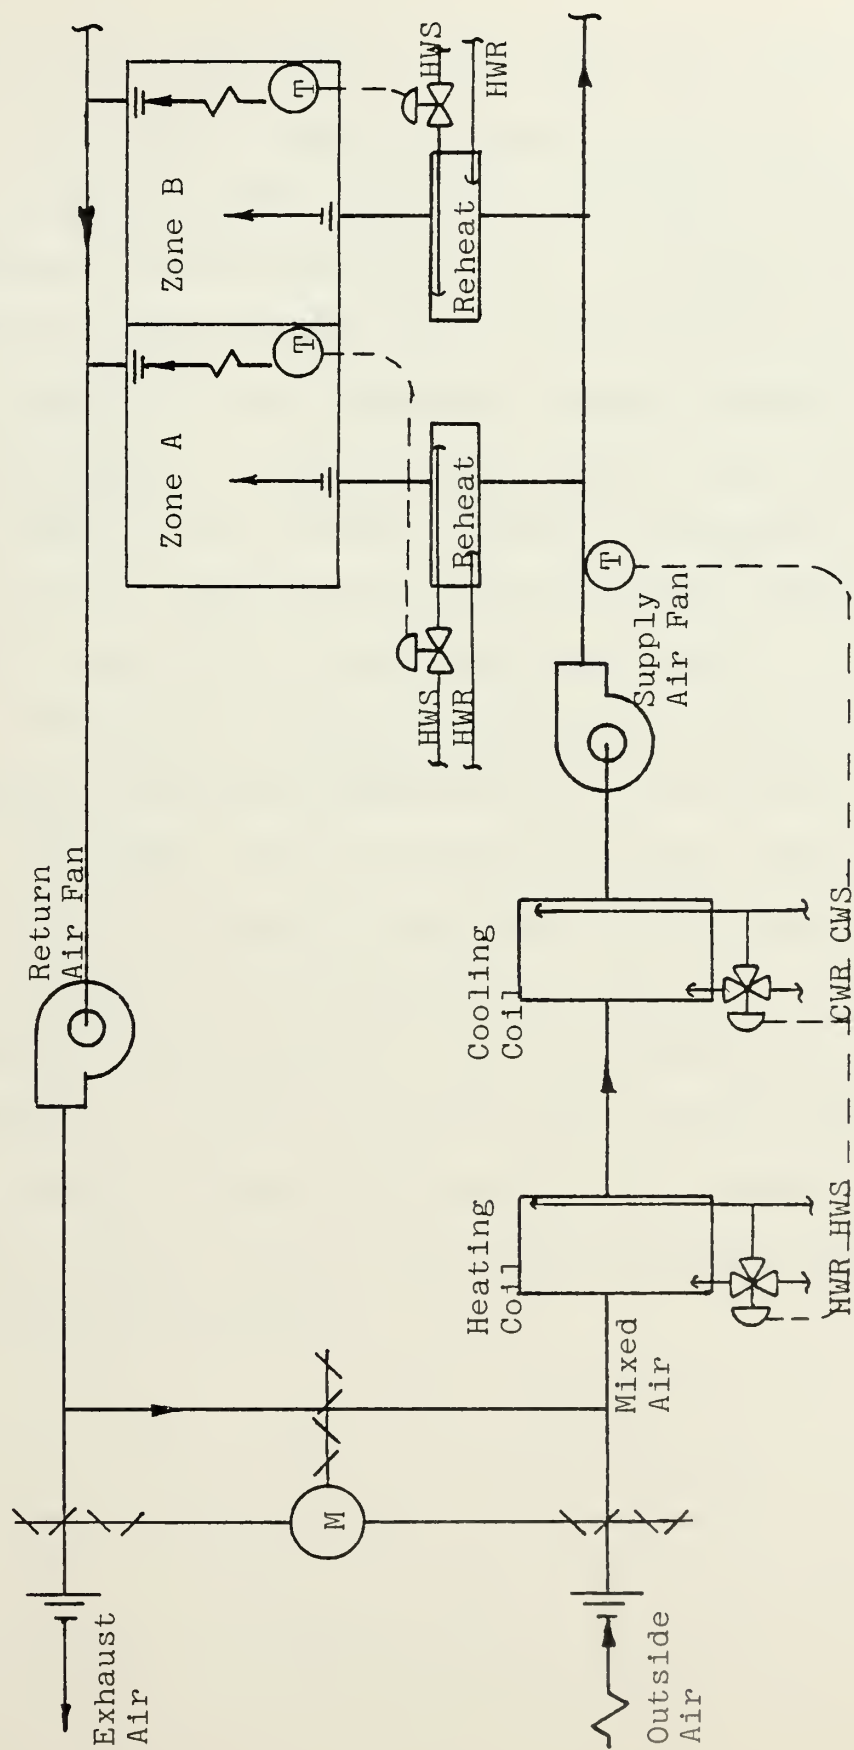 Exhaust
Air
Return
Air Fan
Zone A
Zone B
T
T
M
HWS
HWR
HWS
HWR
Reheat
Reheat
Outside
Air
Mixed
Air
Heating
Coil
Cooling
Coil
Supply
Air Fan
T
HWR
HWS
CWR
CWS